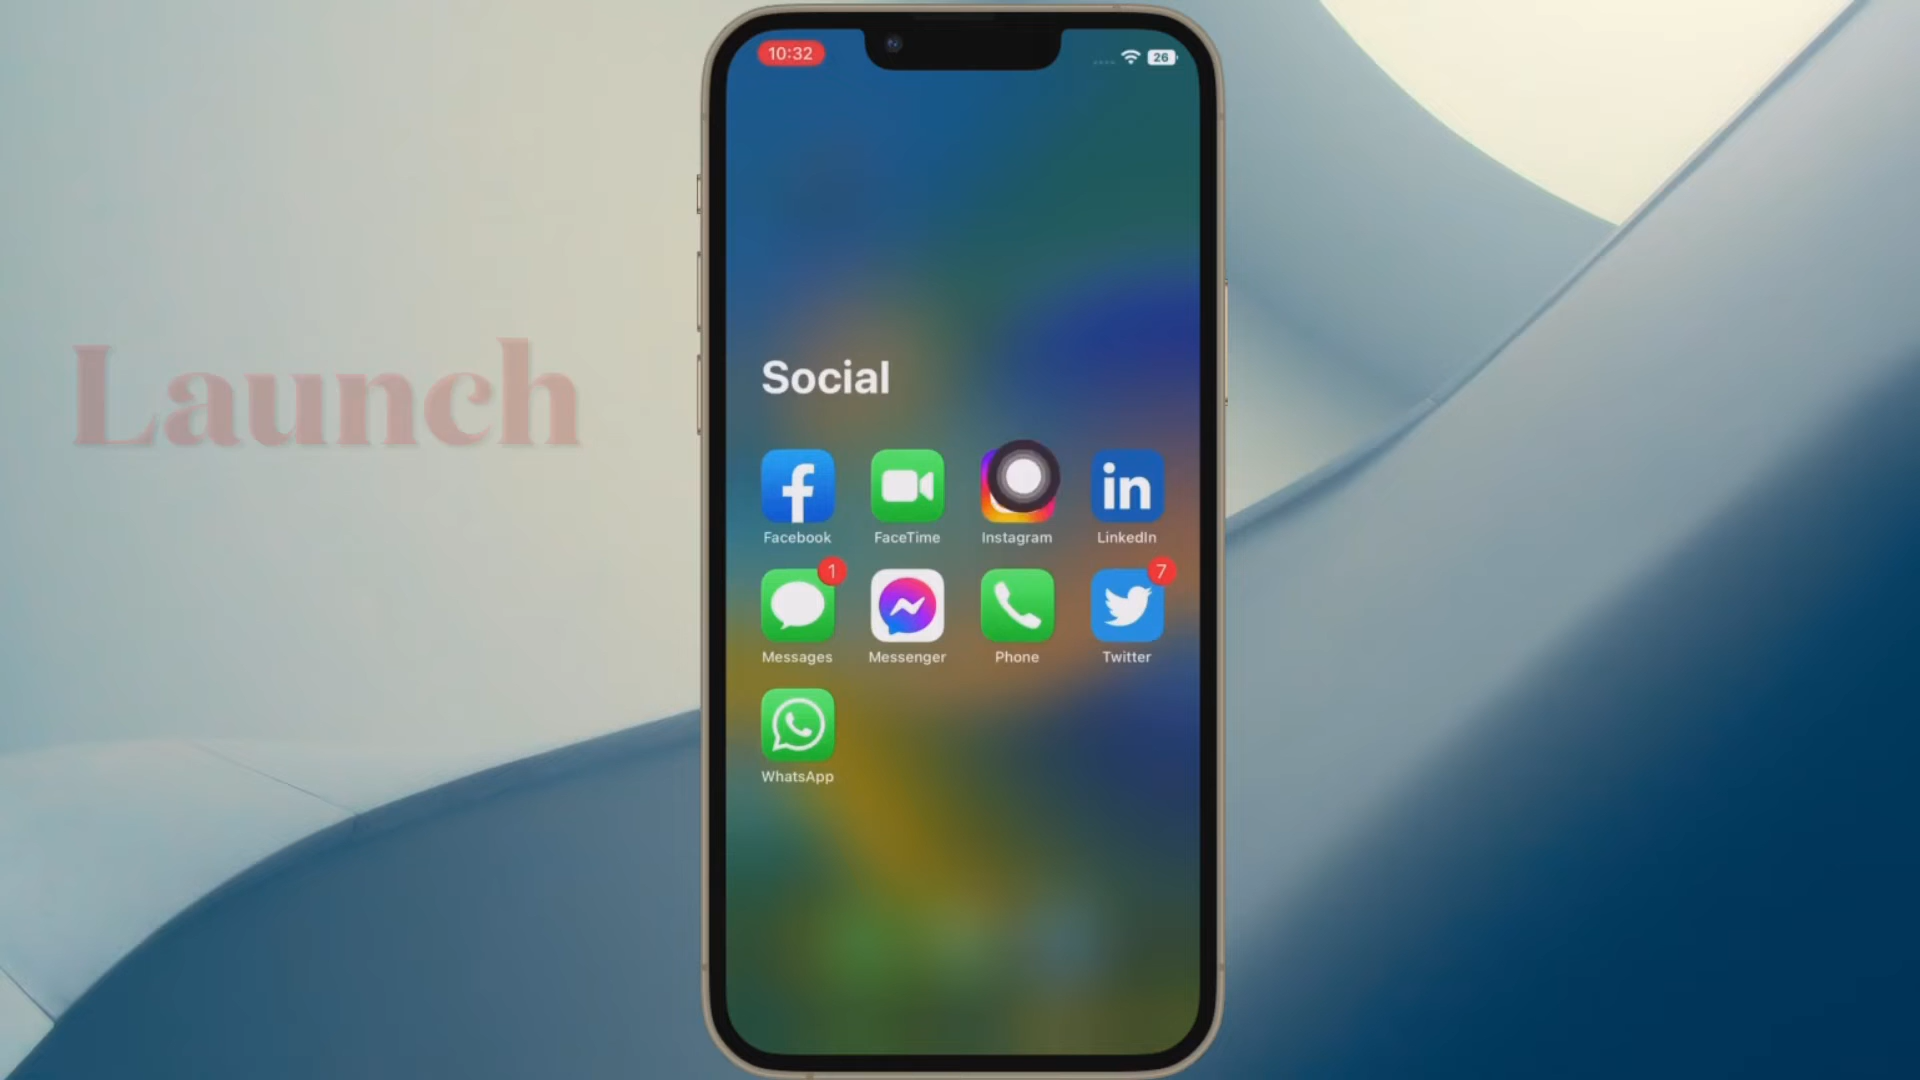 10:32
26
Launch
Social
Facebook
FaceTime
Instagram
LinkedIn
1
7
Messages
Messenger
Phone
Twitter
WhatsApp